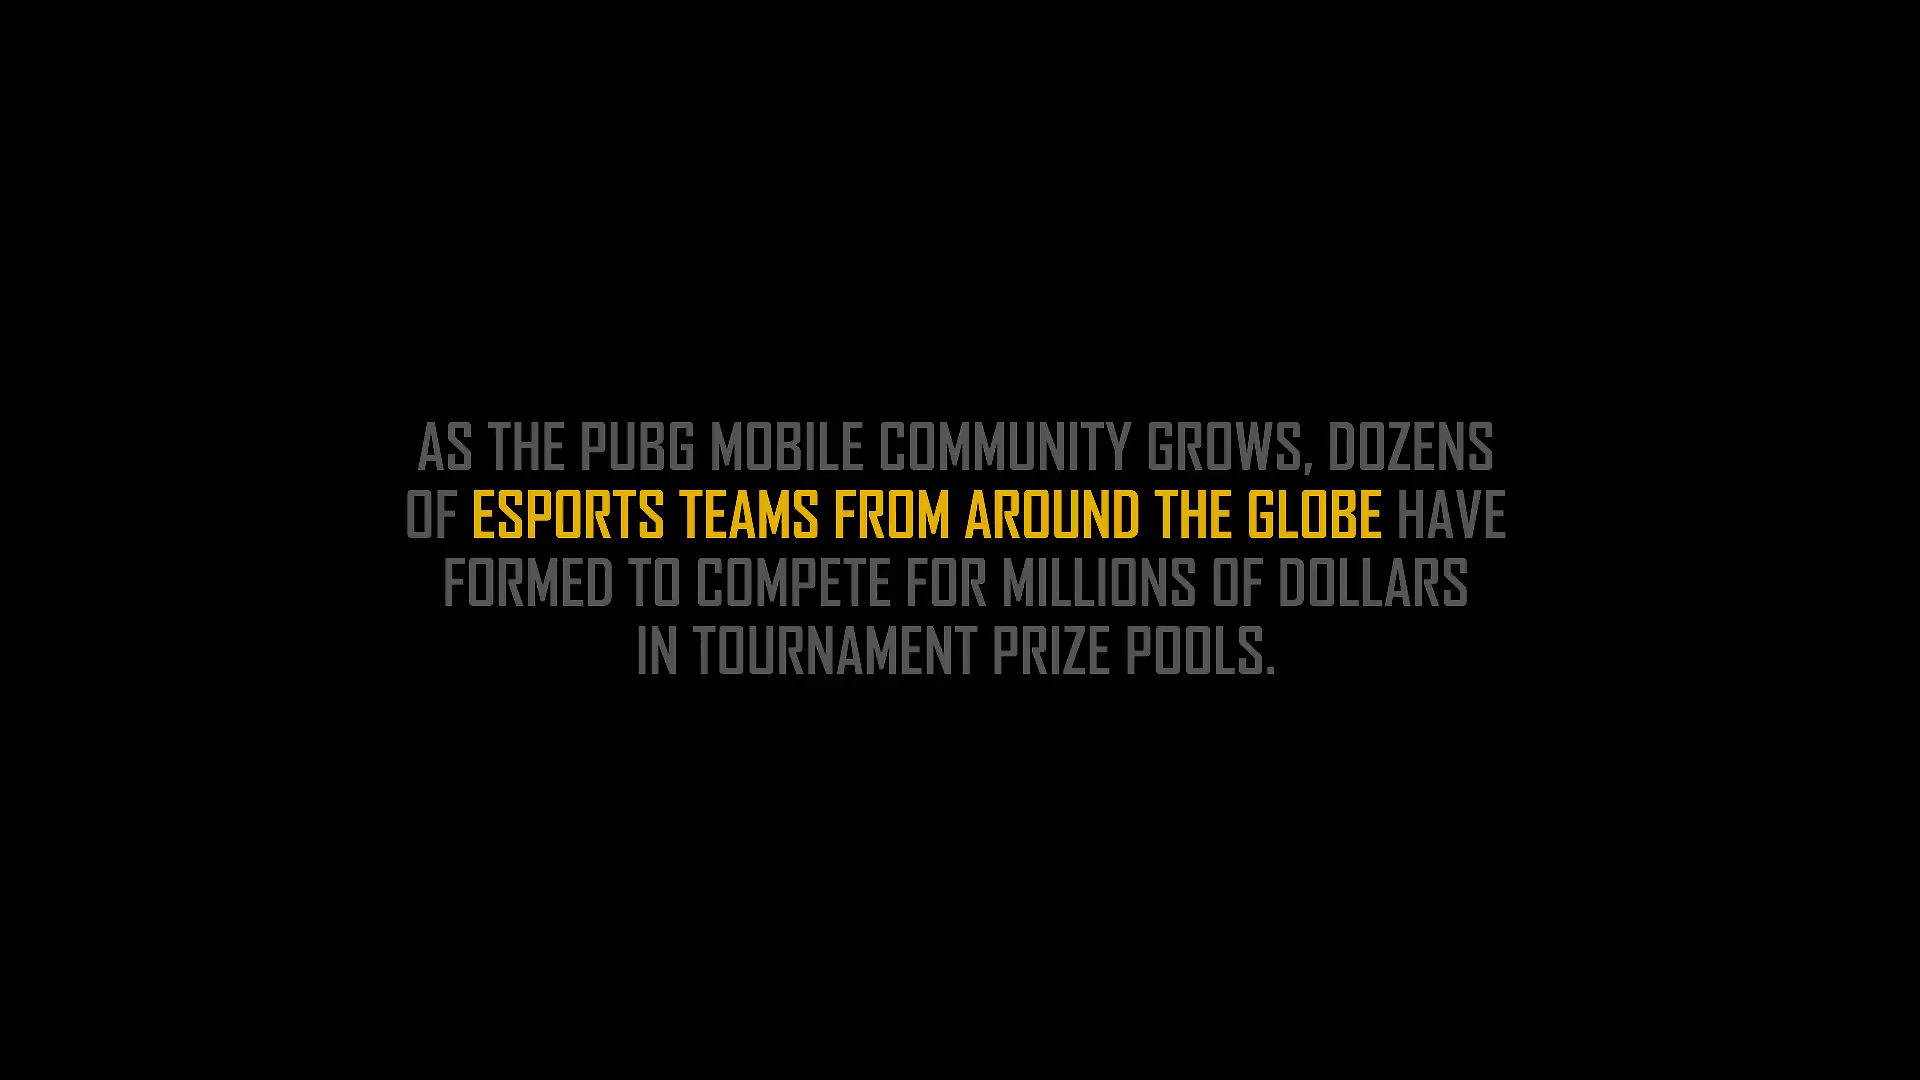 AS THE PUBG MOBILE COMMUNITY GROWS, DOZENS
OF ESPORTS TEAMS FROM AROUND THE GLOBE HAVE
FORMED TO COMPETE FOR MILLIONS OF DOLLARS
IN TOURNAMENT PRIZE POOLS.